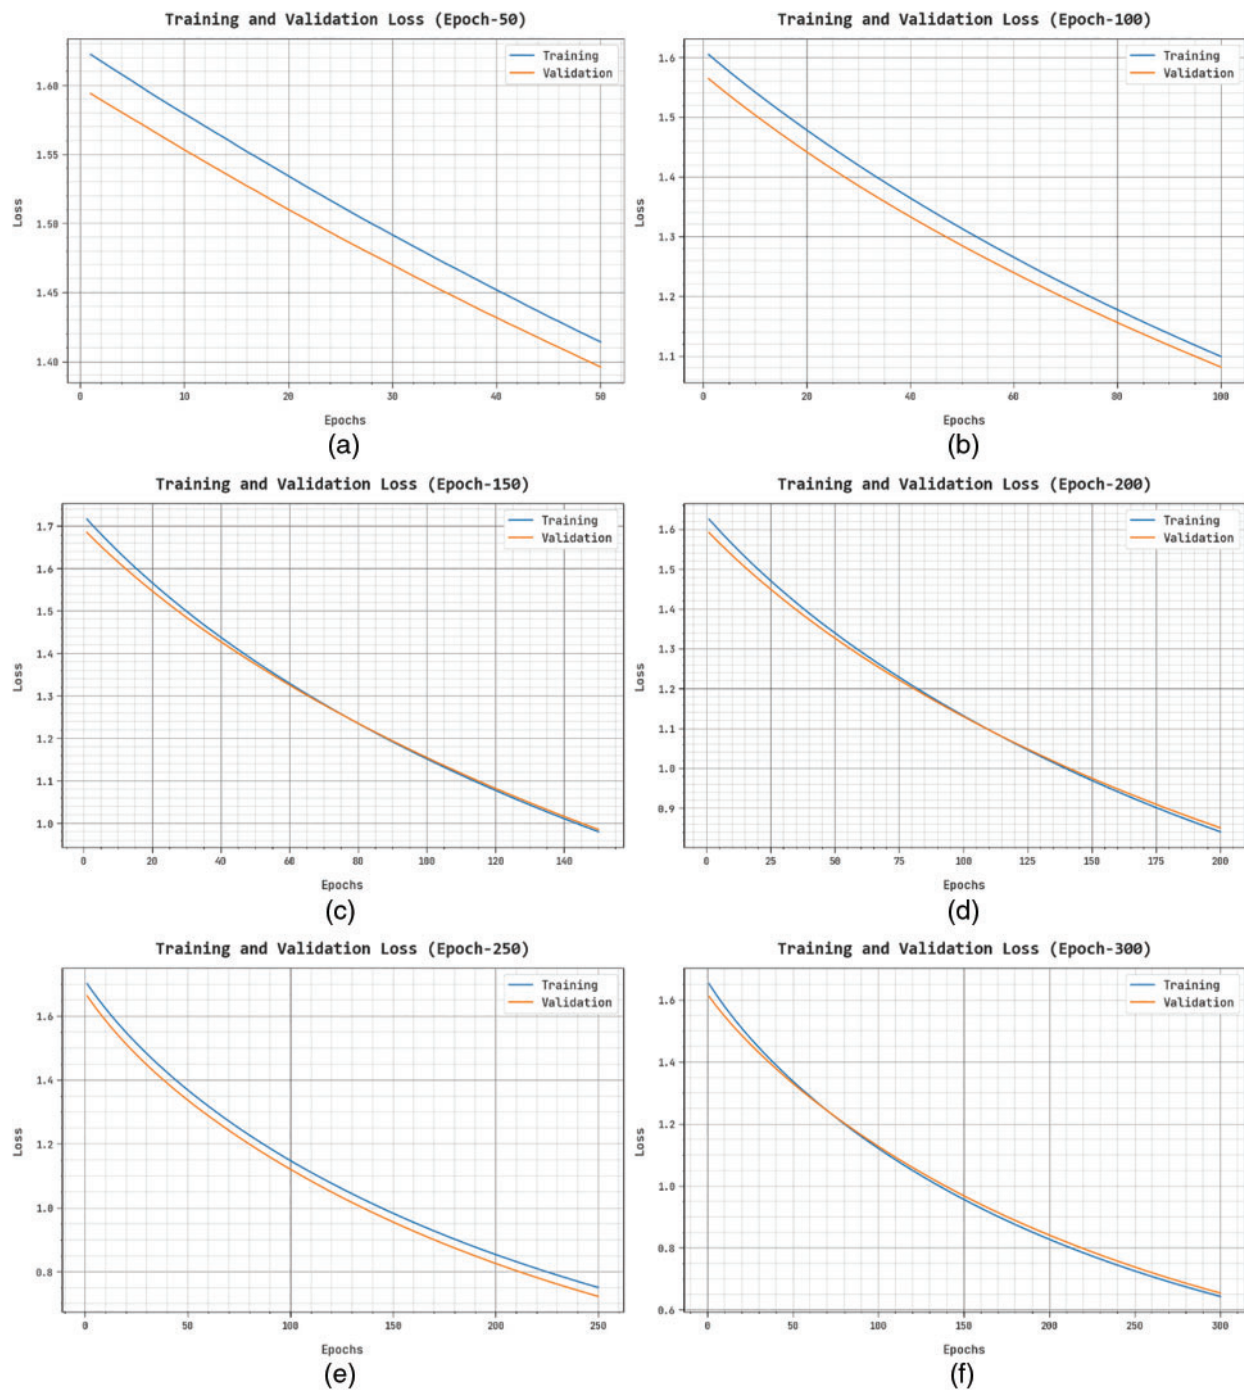 Training and Validation Loss (Epoch-50)
Training
Validation
1.60
1.55
1.50
1.45
1.40
Loss
0 10 20 30 40 50
Epochs
(a)
Training and Validation Loss (Epoch-100)
Training
Validation
1.6
1.5
1.4
1.3
1.2
1.1
Loss
0 20 40 60 80 100
Epochs
(b)
Training and Validation Loss (Epoch-150)
Training
Validation
1.7
1.6
1.5
1.4
1.3
1.2
1.1
1.0
Loss
0 20 40 60 80 100 120 140
Epochs
(c)
Training and Validation Loss (Epoch-200)
Training
Validation
1.6
1.5
1.4
1.3
1.2
1.1
1.0
0.9
Loss
0 25 50 75 100 125 150 175 200
Epochs
(d)
Training and Validation Loss (Epoch-250)
Training
Validation
1.6
1.4
1.2
1.0
0.8
Loss
0 50 100 150 200 250
Epochs
(e)
Training and Validation Loss (Epoch-300)
Training
Validation
1.6
1.4
1.2
1.0
0.8
0.6
Loss
0 50 100 150 200 250 300
Epochs
(f)